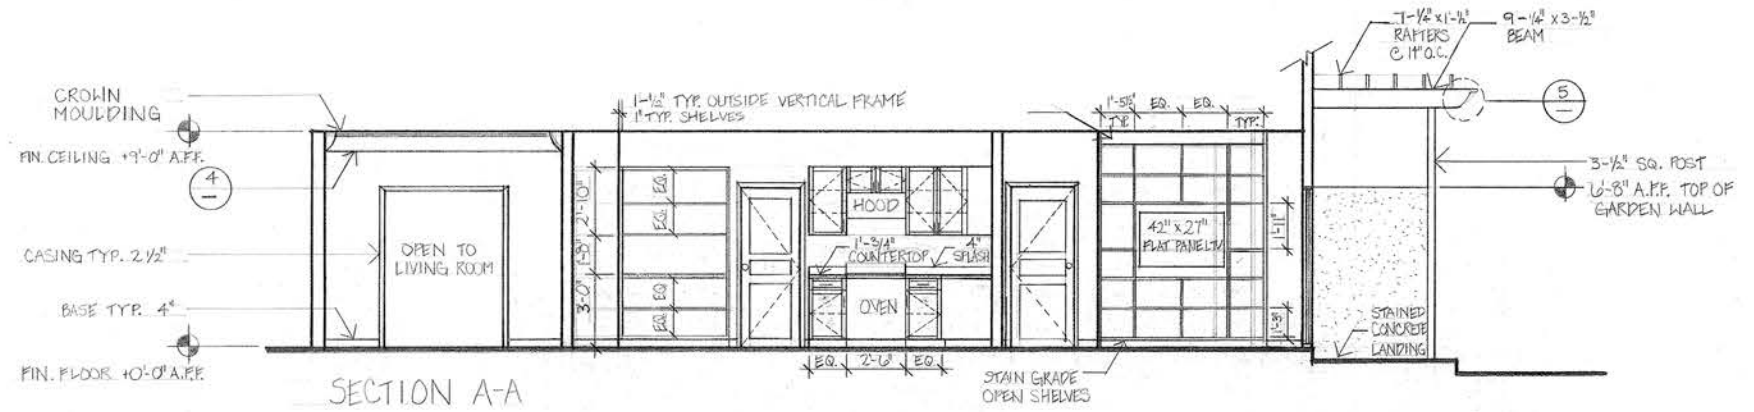 7-1/4" x 1-1/2"
RAFTERS
@ 14" O.C.
9-1/4" x 3-1/2"
BEAM
CROWN
MOULDING
1-1/2" TYP. OUTSIDE VERTICAL FRAME
1" TYP. SHELVES
1'-5 1/2" EQ. EQ.
TYP. TYP.
5
FIN. CEILING +9'-0" A.F.F.
4
3-1/2" SQ. POST
6'-8" A.F.F. TOP OF
GARDEN WALL
2'-10"
EQ.
EQ.
HOOD
42" x 27"
FLAT PANEL TV
1'-11"
CASING TYP. 2 1/2"
OPEN TO
LIVING ROOM
1'-8"
1'-3/4"
COUNTERTOP
4"
SPLASH
BASE TYP. 4"
3'-0"
EQ.
EQ.
OVEN
1'-3"
STAINED
CONCRETE
LANDING
FIN. FLOOR +0'-0" A.F.F.
EQ. 2'-6" EQ.
STAIN GRADE
OPEN SHELVES
SECTION A-A